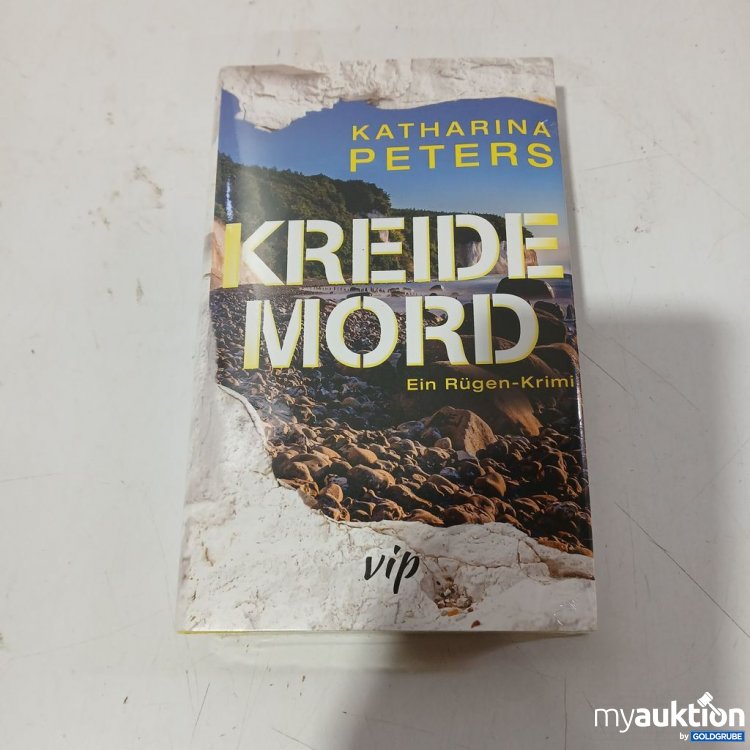 KATHARINA
PETERS
KREIDE
MORD
Ein Rügen-Krimi
vip
myauktion
by GOLDGRUBE